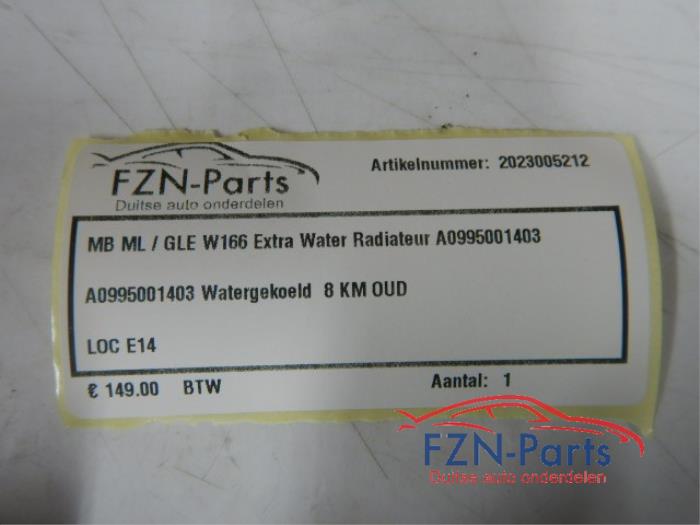 FZN-Parts
Duitse auto onderdelen
Artikelnummer: 2023005212
MB ML / GLE W166 Extra Water Radiateur A0995001403
A0995001403 Watergekoeld 8 KM OUD
LOC E14
€ 149.00 BTW Aantal: 1
FZN-Parts
Duitse auto onderdelen